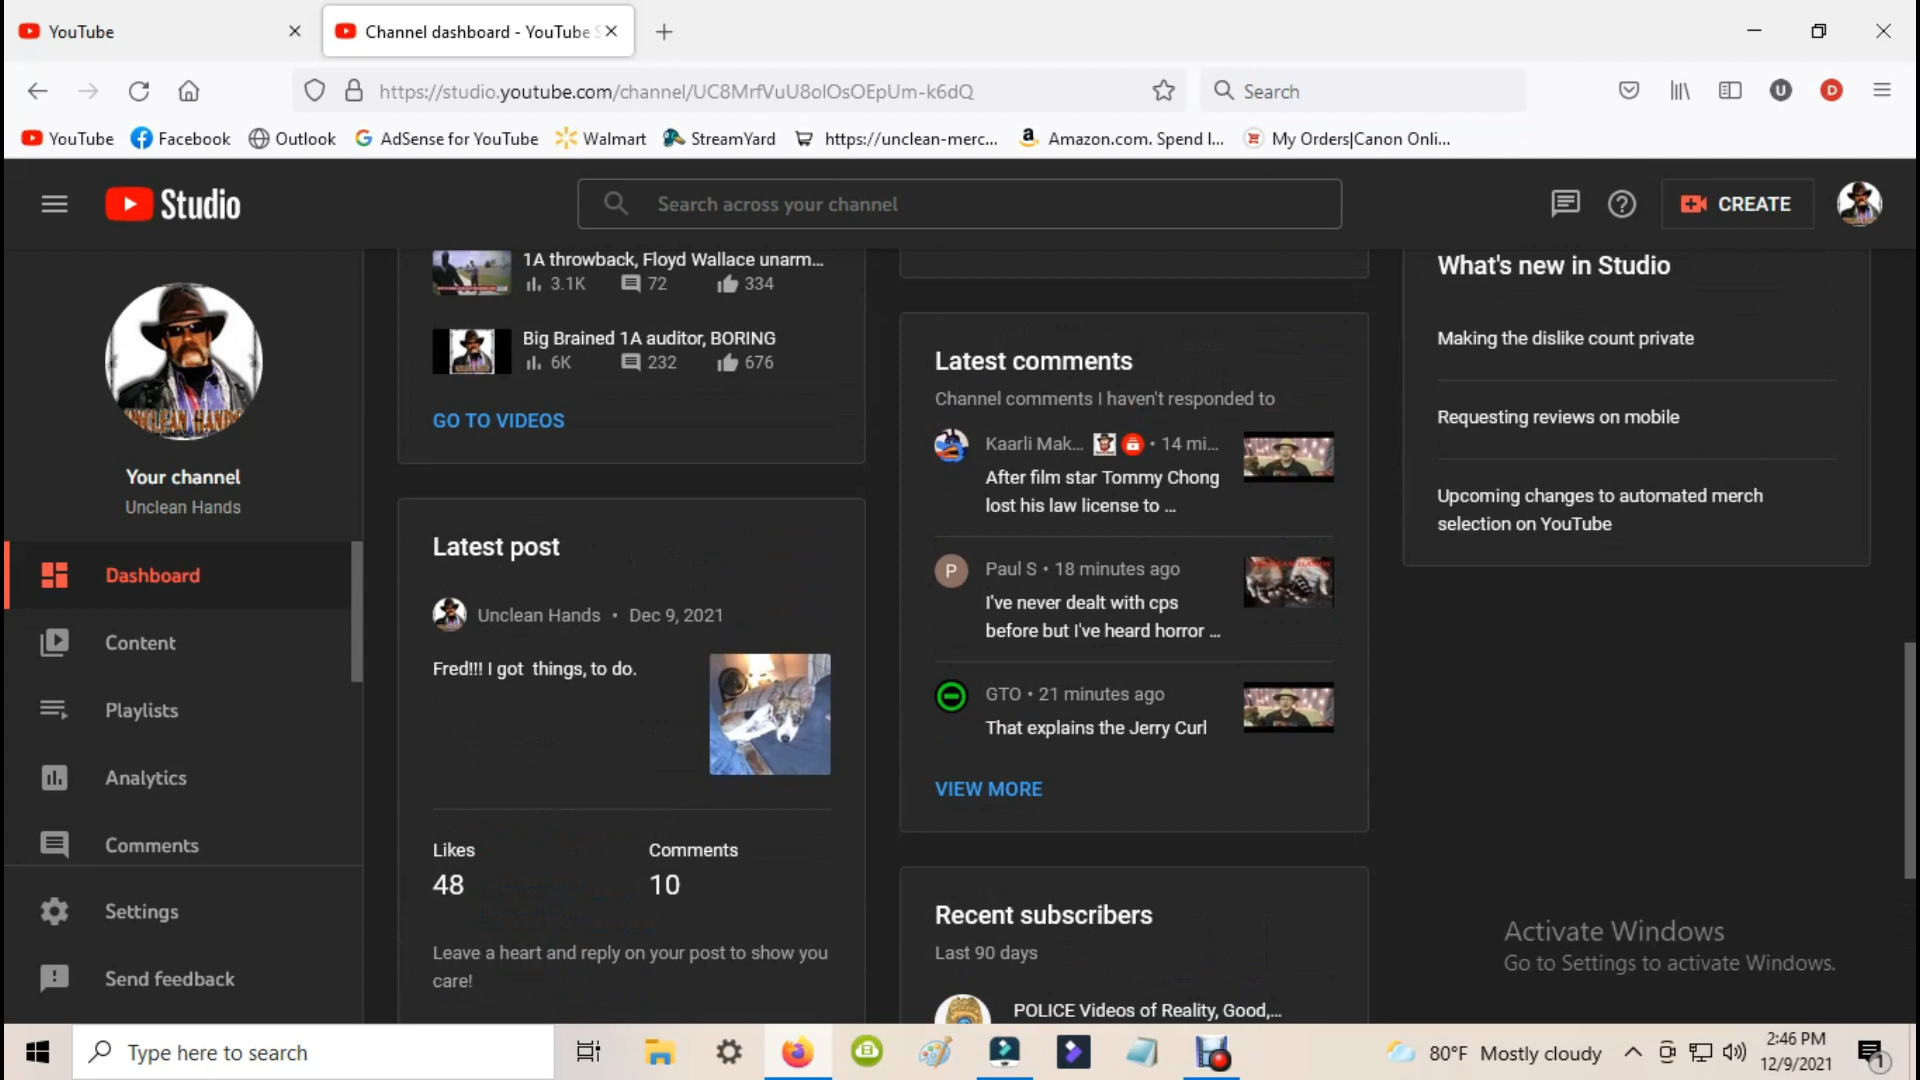 YouTube
Channel dashboard - YouTube S
https://studio.youtube.com/channel/UC8MrfVuU8olOsOEpUm-k6dQ
Search
YouTube
Facebook
Outlook
AdSense for YouTube
Walmart
StreamYard
https://unclean-merc...
Amazon.com. Spend l...
My Orders|Canon Onli...
U
D
Studio
Search across your channel
CREATE
UNCLEAN HANDS
Your channel
Unclean Hands
Dashboard
Content
Playlists
Analytics
Comments
Settings
Send feedback
1A throwback, Floyd Wallace unarm...
3.1K 72 334
Big Brained 1A auditor, BORING
6K 232 676
GO TO VIDEOS
Latest post
Unclean Hands • Dec 9, 2021
Fred!!! I got things, to do.
Likes
48
Comments
10
Leave a heart and reply on your post to show you
care!
Latest comments
Channel comments I haven't responded to
Kaarli Mak... • 14 mi...
After film star Tommy Chong
lost his law license to ...
P
Paul S • 18 minutes ago
I've never dealt with cps
before but I've heard horror ...
GTO • 21 minutes ago
That explains the Jerry Curl
VIEW MORE
Recent subscribers
Last 90 days
POLICE Videos of Reality, Good,...
What's new in Studio
Making the dislike count private
Requesting reviews on mobile
Upcoming changes to automated merch
selection on YouTube
Activate Windows
Go to Settings to activate Windows.
Type here to search
80°F Mostly cloudy
2:46 PM
12/9/2021
1